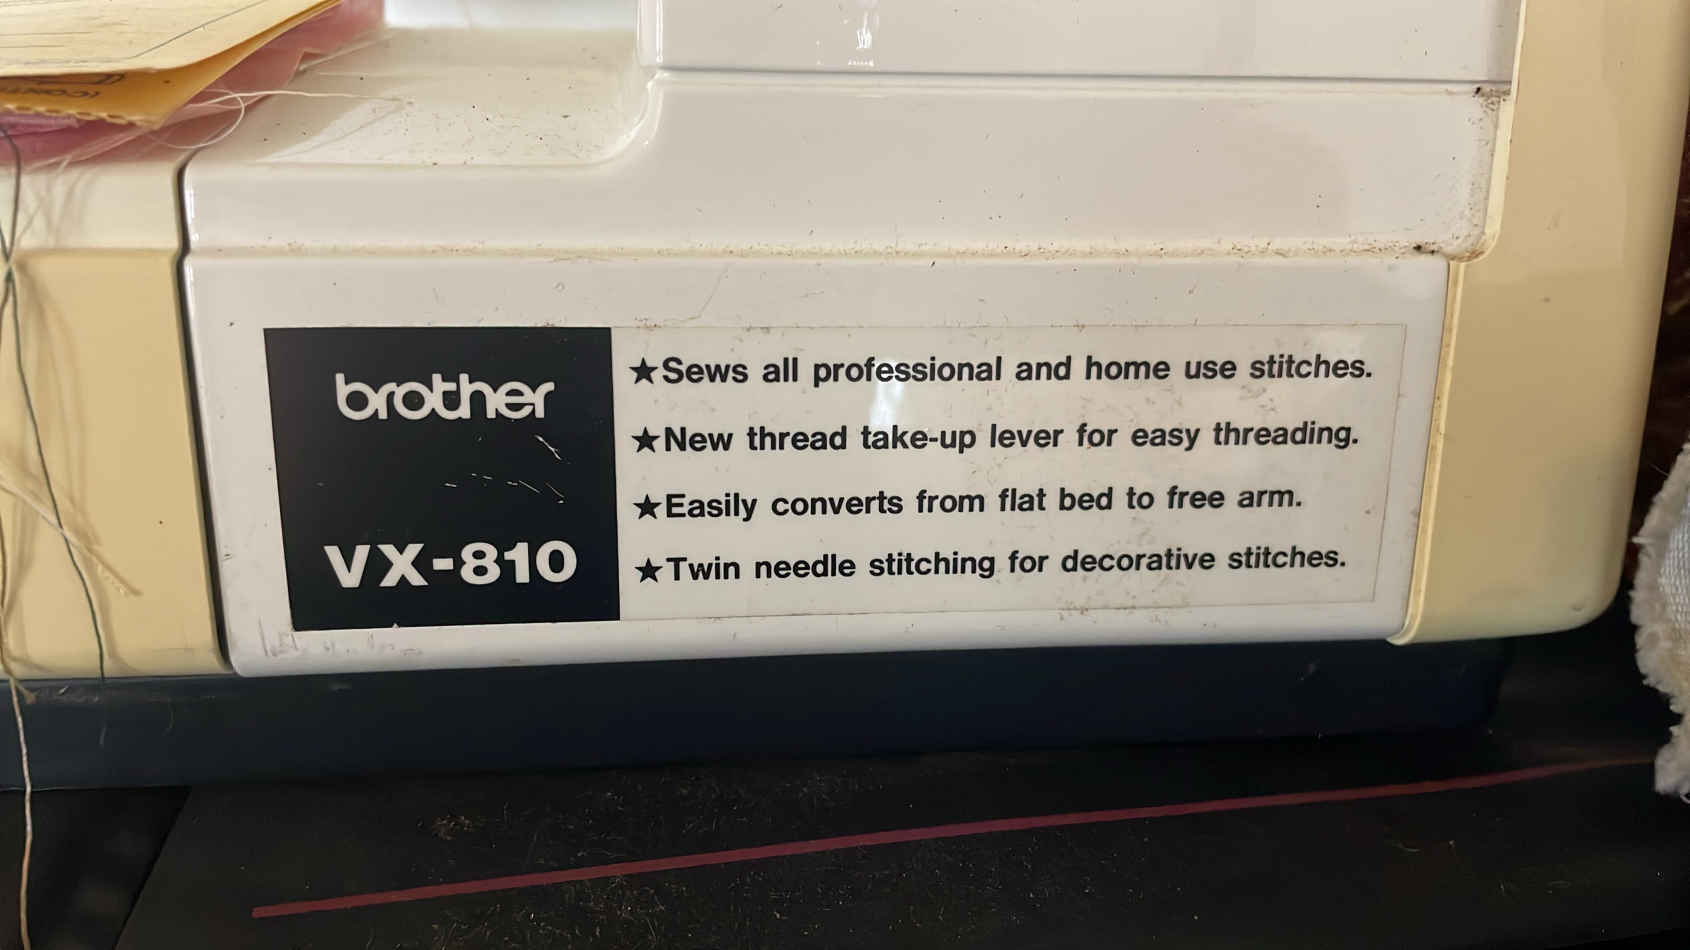 brother
VX-810
★Sews all professional and home use stitches.
★New thread take-up lever for easy threading.
★Easily converts from flat bed to free arm.
★Twin needle stitching for decorative stitches.